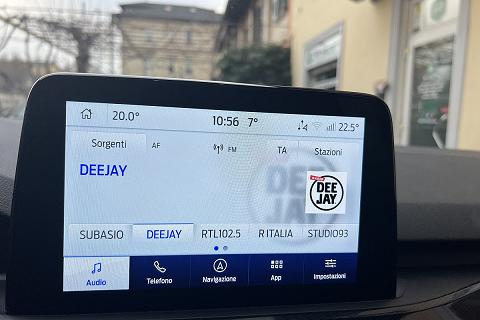 20.0° 10:56 7° 22.5°
Sorgenti AF FM TA Stazioni
DEEJAY
DEE
JAY
SUBASIO DEEJAY RTL102.5 R ITALIA STUDIO93
Audio Telefono Navigazione App Impostazioni